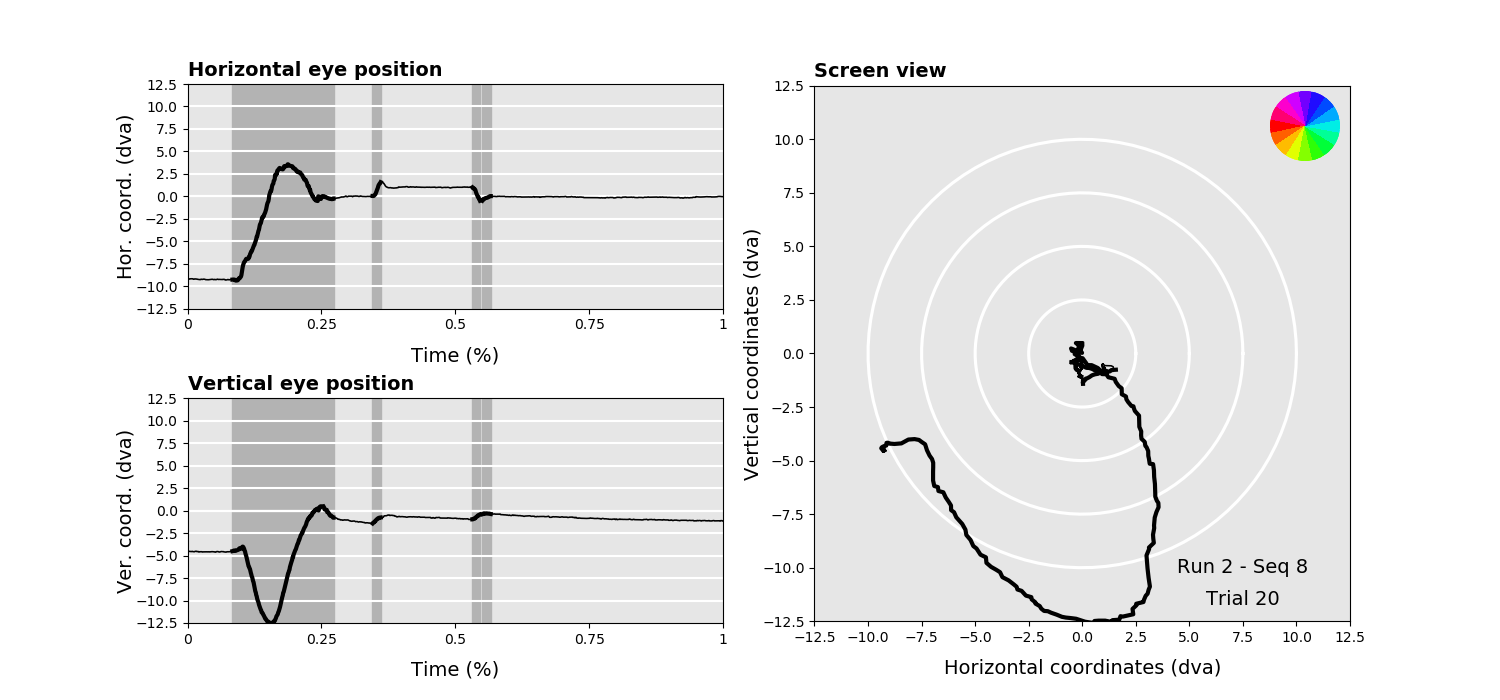 Horizontal eye position
12.5
10.0
7.5
5.0
2.5
0.0
−2.5
−5.0
−7.5
−10.0
−12.5
Hor. coord. (dva)
0 0.25 0.5 0.75 1
Time (%)
Vertical eye position
12.5
10.0
7.5
5.0
2.5
0.0
−2.5
−5.0
−7.5
−10.0
−12.5
Ver. coord. (dva)
0 0.25 0.5 0.75 1
Time (%)
Screen view
12.5
10.0
7.5
5.0
2.5
0.0
−2.5
−5.0
−7.5
−10.0
−12.5
Vertical coordinates (dva)
Run 2 - Seq 8
Trial 20
−12.5 −10.0 −7.5 −5.0 −2.5 0.0 2.5 5.0 7.5 10.0 12.5
Horizontal coordinates (dva)